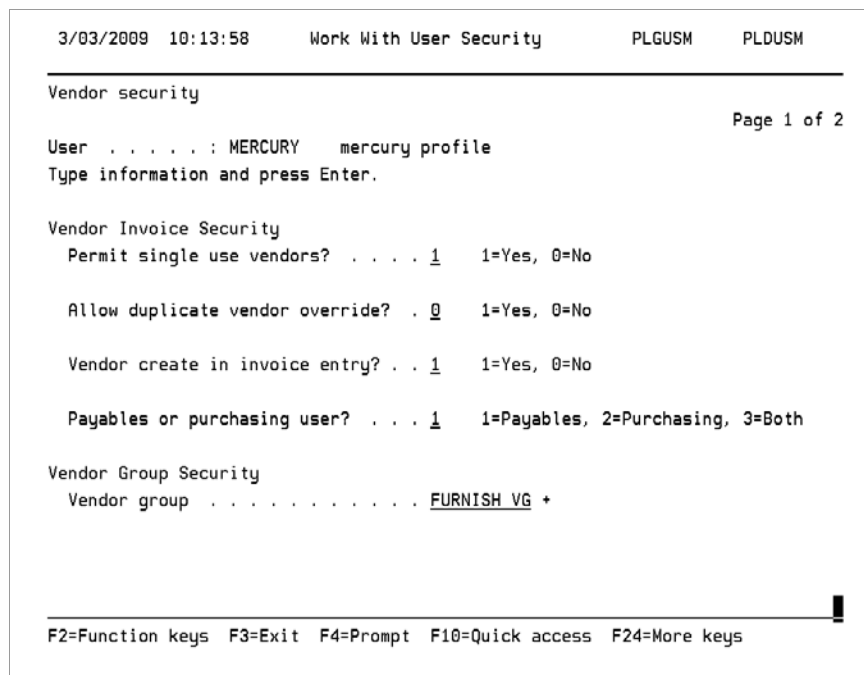 3/03/2009 10:13:58 Work With User Security PLGUSM PLDUSM
Vendor security
Page 1 of 2
User . . . . . : MERCURY mercury profile
Type information and press Enter.
Vendor Invoice Security
Permit single use vendors? . . . . 1 1=Yes, 0=No
Allow duplicate vendor override? . 0 1=Yes, 0=No
Vendor create in invoice entry? . . 1 1=Yes, 0=No
Payables or purchasing user? . . . 1 1=Payables, 2=Purchasing, 3=Both
Vendor Group Security
Vendor group . . . . . . . . . . . FURNISH VG +
F2=Function keys F3=Exit F4=Prompt F10=Quick access F24=More keys